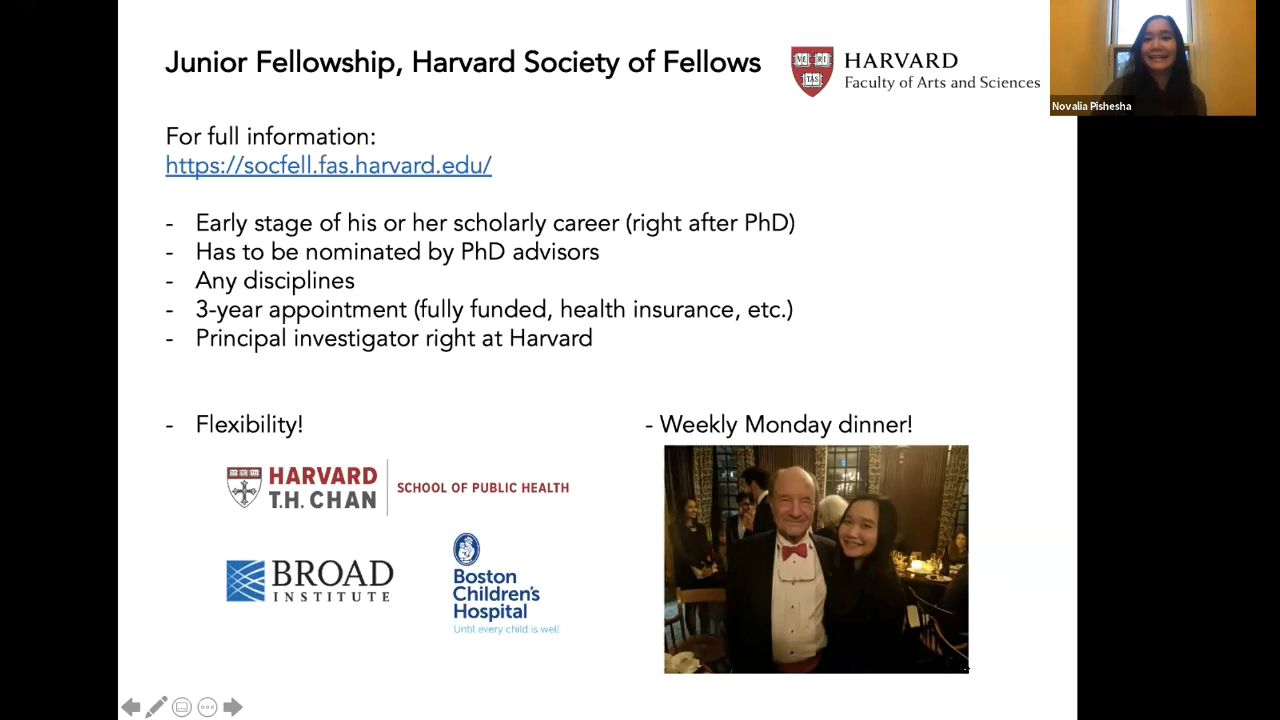 Junior Fellowship, Harvard Society of Fellows
HARVARD
Faculty of Arts and Sciences
VE RI
TAS
Novalia Pishesha
For full information:
https://socfell.fas.harvard.edu/
- Early stage of his or her scholarly career (right after PhD)
- Has to be nominated by PhD advisors
- Any disciplines
- 3-year appointment (fully funded, health insurance, etc.)
- Principal investigator right at Harvard
- Flexibility!
- Weekly Monday dinner!
HARVARD
T.H. CHAN
SCHOOL OF PUBLIC HEALTH
BROAD
INSTITUTE
Boston
Children's
Hospital
Until every child is well